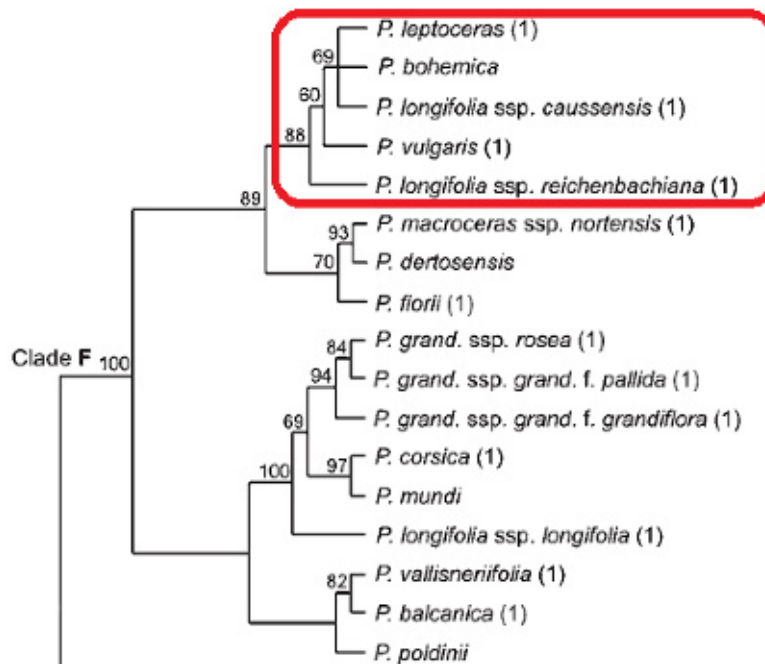 P. leptoceras (1)
69
P. bohemica
60
P. longifolia ssp. caussensis (1)
88
P. vulgaris (1)
P. longifolia ssp. reichenbachiana (1)
89
P. macroceras ssp. nortensis (1)
93
P. dertosensis
70
P. fiorii (1)
P. grand. ssp. rosea (1)
84
Clade F 100
P. grand. ssp. grand. f. pallida (1)
94
P. grand. ssp. grand. f. grandiflora (1)
69
P. corsica (1)
100
97
P. mundi
P. longifolia ssp. longifolia (1)
P. vallisneriifolia (1)
82
P. balcanica (1)
P. poldinii